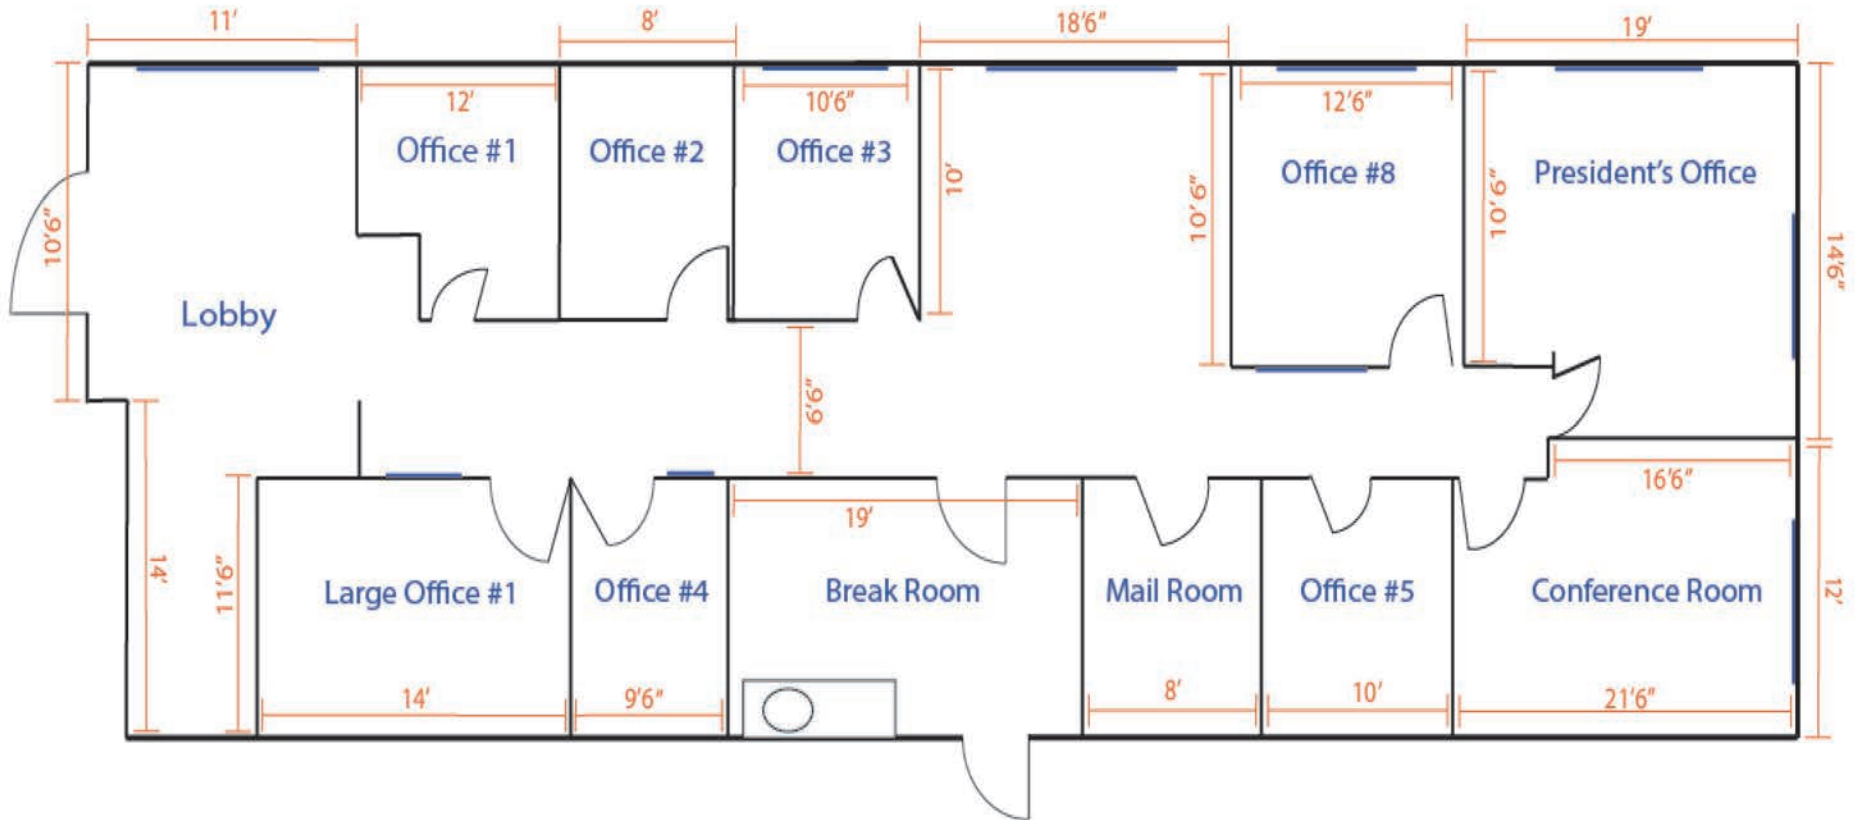 11'
8'
18'6"
19'
12'
10'6"
12'6"
Office #1
Office #2
Office #3
Office #8
President's Office
10'
10' 6"
10' 6"
10'6"
14'6"
Lobby
6'6"
16'6"
19'
14'
11'6"
Large Office #1
Office #4
Break Room
Mail Room
Office #5
Conference Room
12'
14'
9'6"
8'
10'
21'6"